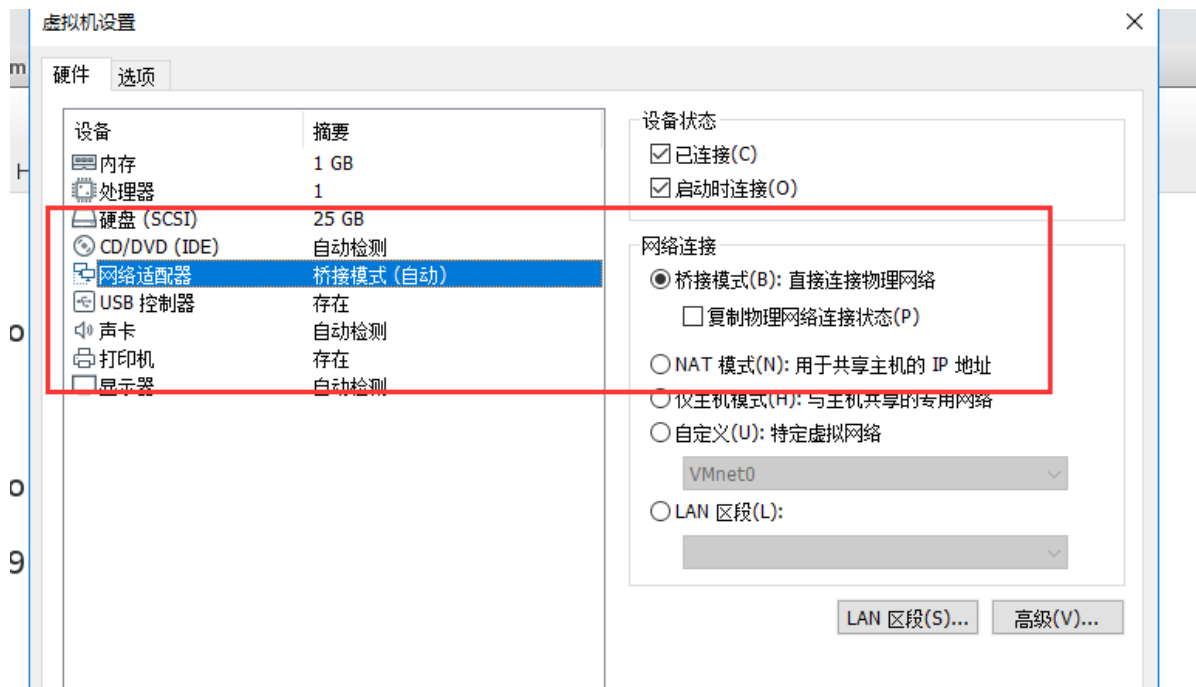 虚拟机设置
m
硬件 选项
设备 摘要
内存 1 GB
处理器 1
硬盘 (SCSI) 25 GB
CD/DVD (IDE) 自动检测
网络适配器 桥接模式 (自动)
USB 控制器 存在
声卡 自动检测
打印机 存在
显示器 自动检测
设备状态
已连接(C)
启动时连接(O)
网络连接
桥接模式(B): 直接连接物理网络
复制物理网络连接状态(P)
NAT 模式(N): 用于共享主机的 IP 地址
仅主机模式(H): 与主机共享的专用网络
自定义(U): 特定虚拟网络
VMnet0
LAN 区段(L):
LAN 区段(S)... 高级(V)...
o
o
9